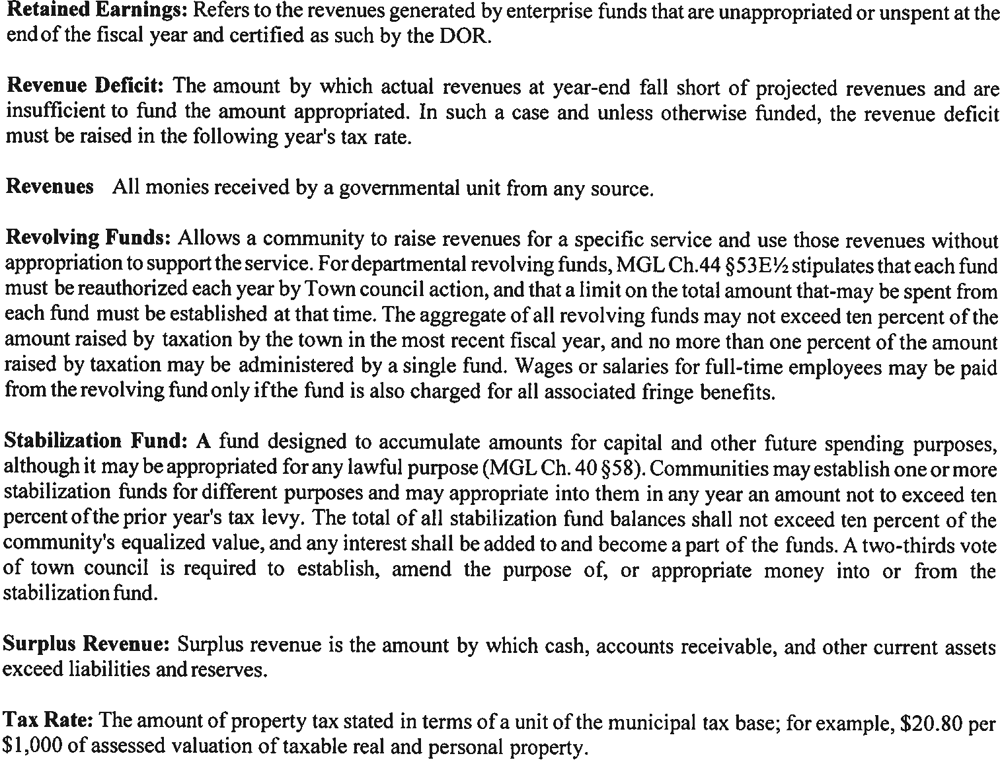 Retained Earnings: Refers to the revenues generated by enterprise funds that are unappropriated or unspent at the
end of the fiscal year and certified as such by the DOR.
Revenue Deficit: The amount by which actual revenues at year-end fall short of projected revenues and are
insufficient to fund the amount appropriated. In such a case and unless otherwise funded, the revenue deficit
must be raised in the following year's tax rate.
Revenues All monies received by a governmental unit from any source.
Revolving Funds: Allows a community to raise revenues for a specific service and use those revenues without
appropriation to support the service. For departmental revolving funds, MGL Ch.44 §53E½ stipulates that each fund
must be reauthorized each year by Town council action, and that a limit on the total amount that-may be spent from
each fund must be established at that time. The aggregate of all revolving funds may not exceed ten percent of the
amount raised by taxation by the town in the most recent fiscal year, and no more than one percent of the amount
raised by taxation may be administered by a single fund. Wages or salaries for full-time employees may be paid
from the revolving fund only if the fund is also charged for all associated fringe benefits.
Stabilization Fund: A fund designed to accumulate amounts for capital and other future spending purposes,
although it may be appropriated for any lawful purpose (MGL Ch. 40 §58). Communities may establish one or more
stabilization funds for different purposes and may appropriate into them in any year an amount not to exceed ten
percent of the prior year's tax levy. The total of all stabilization fund balances shall not exceed ten percent of the
community's equalized value, and any interest shall be added to and become a part of the funds. A two-thirds vote
of town council is required to establish, amend the purpose of, or appropriate money into or from the
stabilization fund.
Surplus Revenue: Surplus revenue is the amount by which cash, accounts receivable, and other current assets
exceed liabilities and reserves.
Tax Rate: The amount of property tax stated in terms of a unit of the municipal tax base; for example, $20.80 per
$1,000 of assessed valuation of taxable real and personal property.